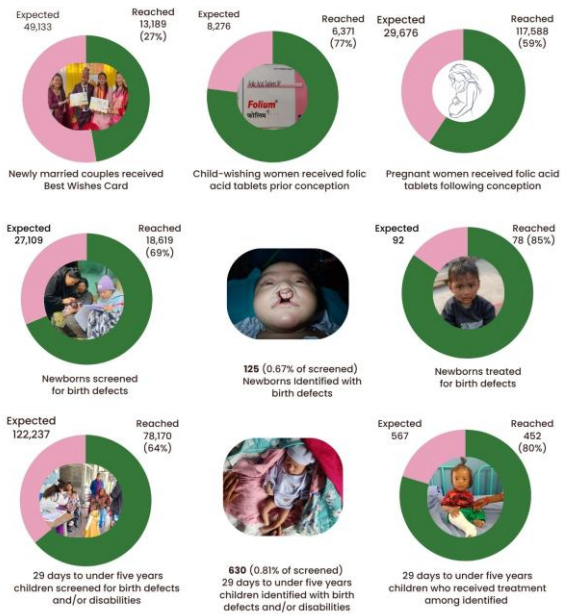 Expected
49,133
Reached
13,189
(27%)
Newly married couples received
Best Wishes Card
Expected
8,276
Reached
6,371
(77%)
Folic Acid Tablets IP
Folium
फोलियम
Child-wishing women received folic
acid tablets prior conception
Expected
29,676
Reached
117,588
(59%)
Pregnant women received folic acid
tablets following conception
Expected
27,109
Reached
18,619
(69%)
Newborns screened
for birth defects
125 (0.67% of screened)
Newborns Identified with
birth defects
Expected
92
Reached
78 (85%)
Newborns treated
for birth defects
Expected
122,237
Reached
78,170
(64%)
29 days to under five years
children screened for birth defects
and/or disabilities
630 (0.81% of screened)
29 days to under five years
children identified with birth
defects and/or disabilities
Expected
567
Reached
452
(80%)
29 days to under five years
children who received treatment
among identified